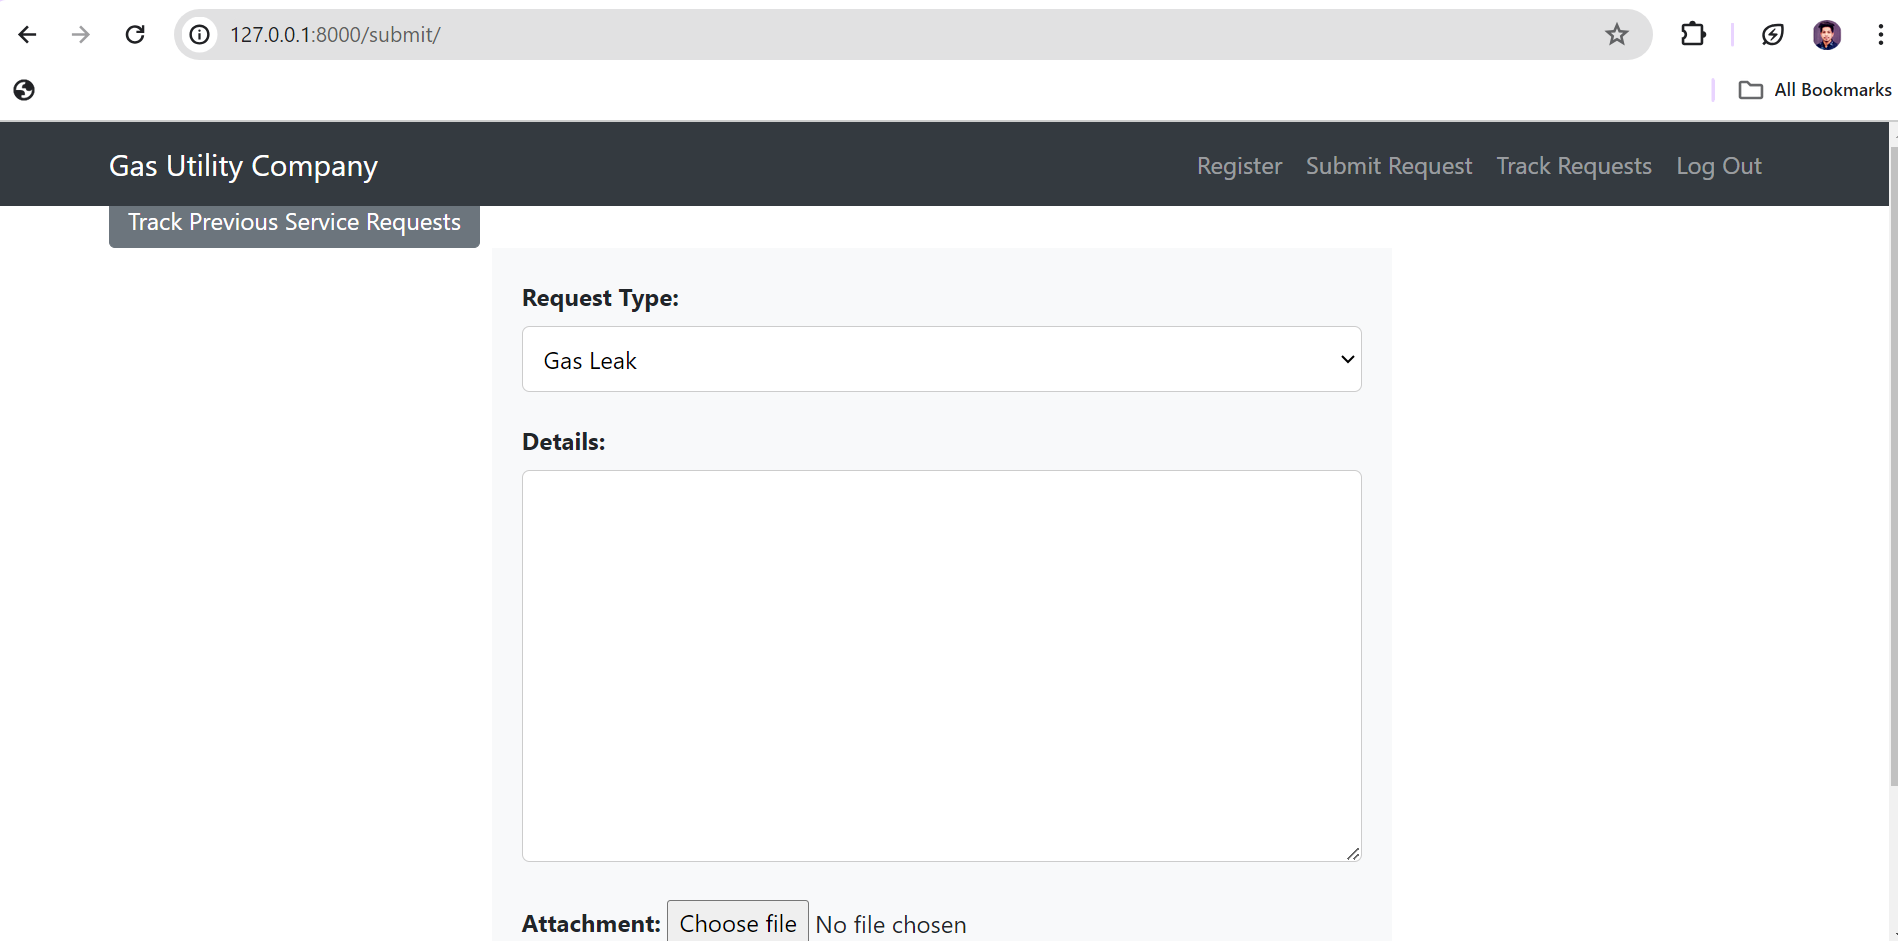 127.0.0.1:8000/submit/
All Bookmarks
Gas Utility Company
Register Submit Request Track Requests Log Out
Track Previous Service Requests
Request Type:
Gas Leak
Details:
Attachment: Choose file No file chosen